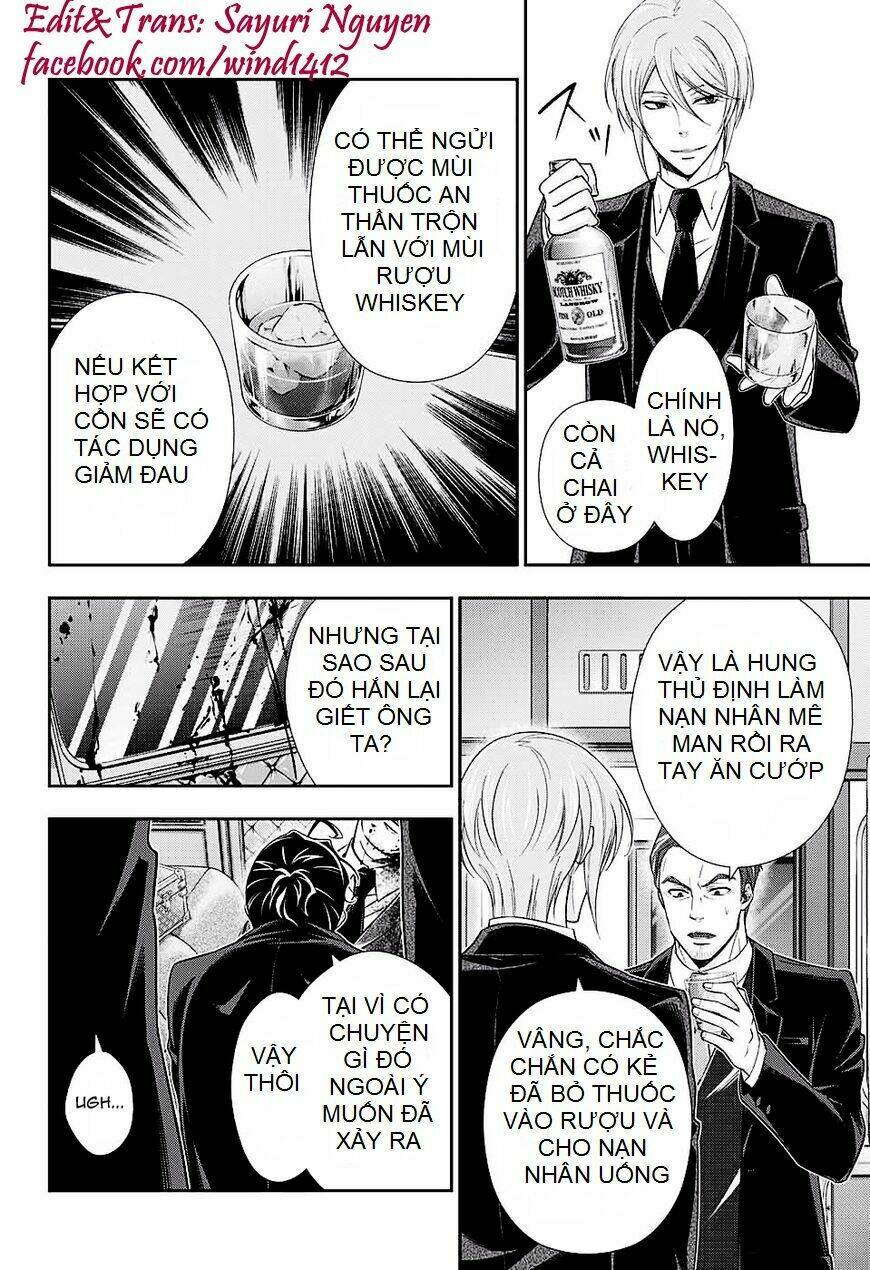 Edit&Trans: Sayuri Nguyen
facebook.com/wind1412
ズ
SCOTCH WHISKY
FINE OLD
CHÍNH
LÀ NÓ,
WHIS-
KEY
CÒN
CẢ
CHAI
Ở ĐÂY
CÓ THỂ NGỬI
ĐƯỢC MÙI
THUỐC AN
THẦN TRỘN
LẪN VỚI MÙI
RƯỢU
WHISKEY
NẾU KẾT
HỢP VỚI
CỒN SẼ CÓ
TÁC DỤNG
GIẢM ĐAU
VẬY LÀ HUNG
THỦ ĐỊNH LÀM
NẠN NHÂN MÊ
MAN RỒI RA
TAY ĂN CƯỚP
VÂNG, CHẮC
CHẮN CÓ KẺ
ĐÃ BỎ THUỐC
VÀO RƯỢU VÀ
CHO NẠN
NHÂN UỐNG
NHƯNG TẠI
SAO SAU
ĐÓ HẮN LẠI
GIẾT ÔNG
TA?
TẠI VÌ CÓ
CHUYỆN
GÌ ĐÓ
NGOÀI Ý
MUỐN ĐÃ
XẢY RA
VẬY
THÔI
UGH...